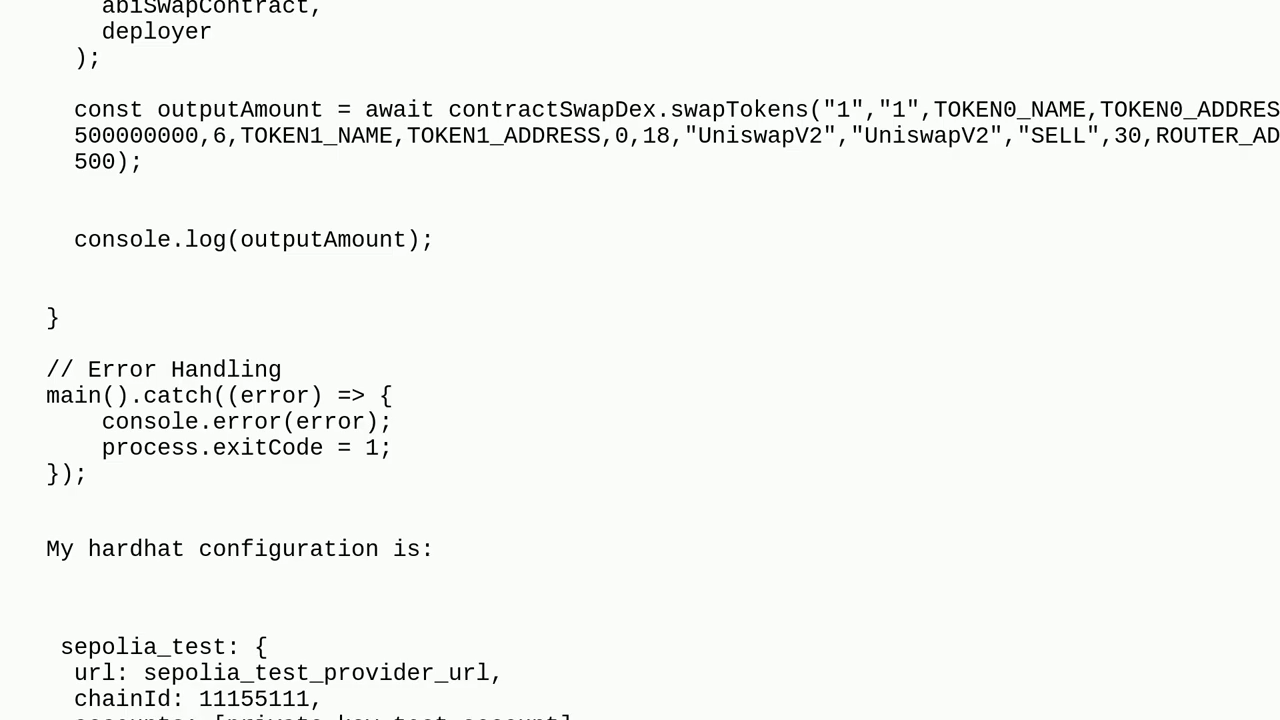 abiSwapContract,
deployer
);
const outputAmount = await contractSwapDex.swapTokens("1","1",TOKEN0_NAME,TOKEN0_ADDRES
500000000,6,TOKEN1_NAME,TOKEN1_ADDRESS,0,18,"UniswapV2","UniswapV2","SELL",30,ROUTER_AD
500);
console.log(outputAmount);
}
// Error Handling
main().catch((error) => {
console.error(error);
process.exitCode = 1;
});
My hardhat configuration is:
sepolia_test: {
url: sepolia_test_provider_url,
chainId: 11155111,
accounts: [private_key_test_account]